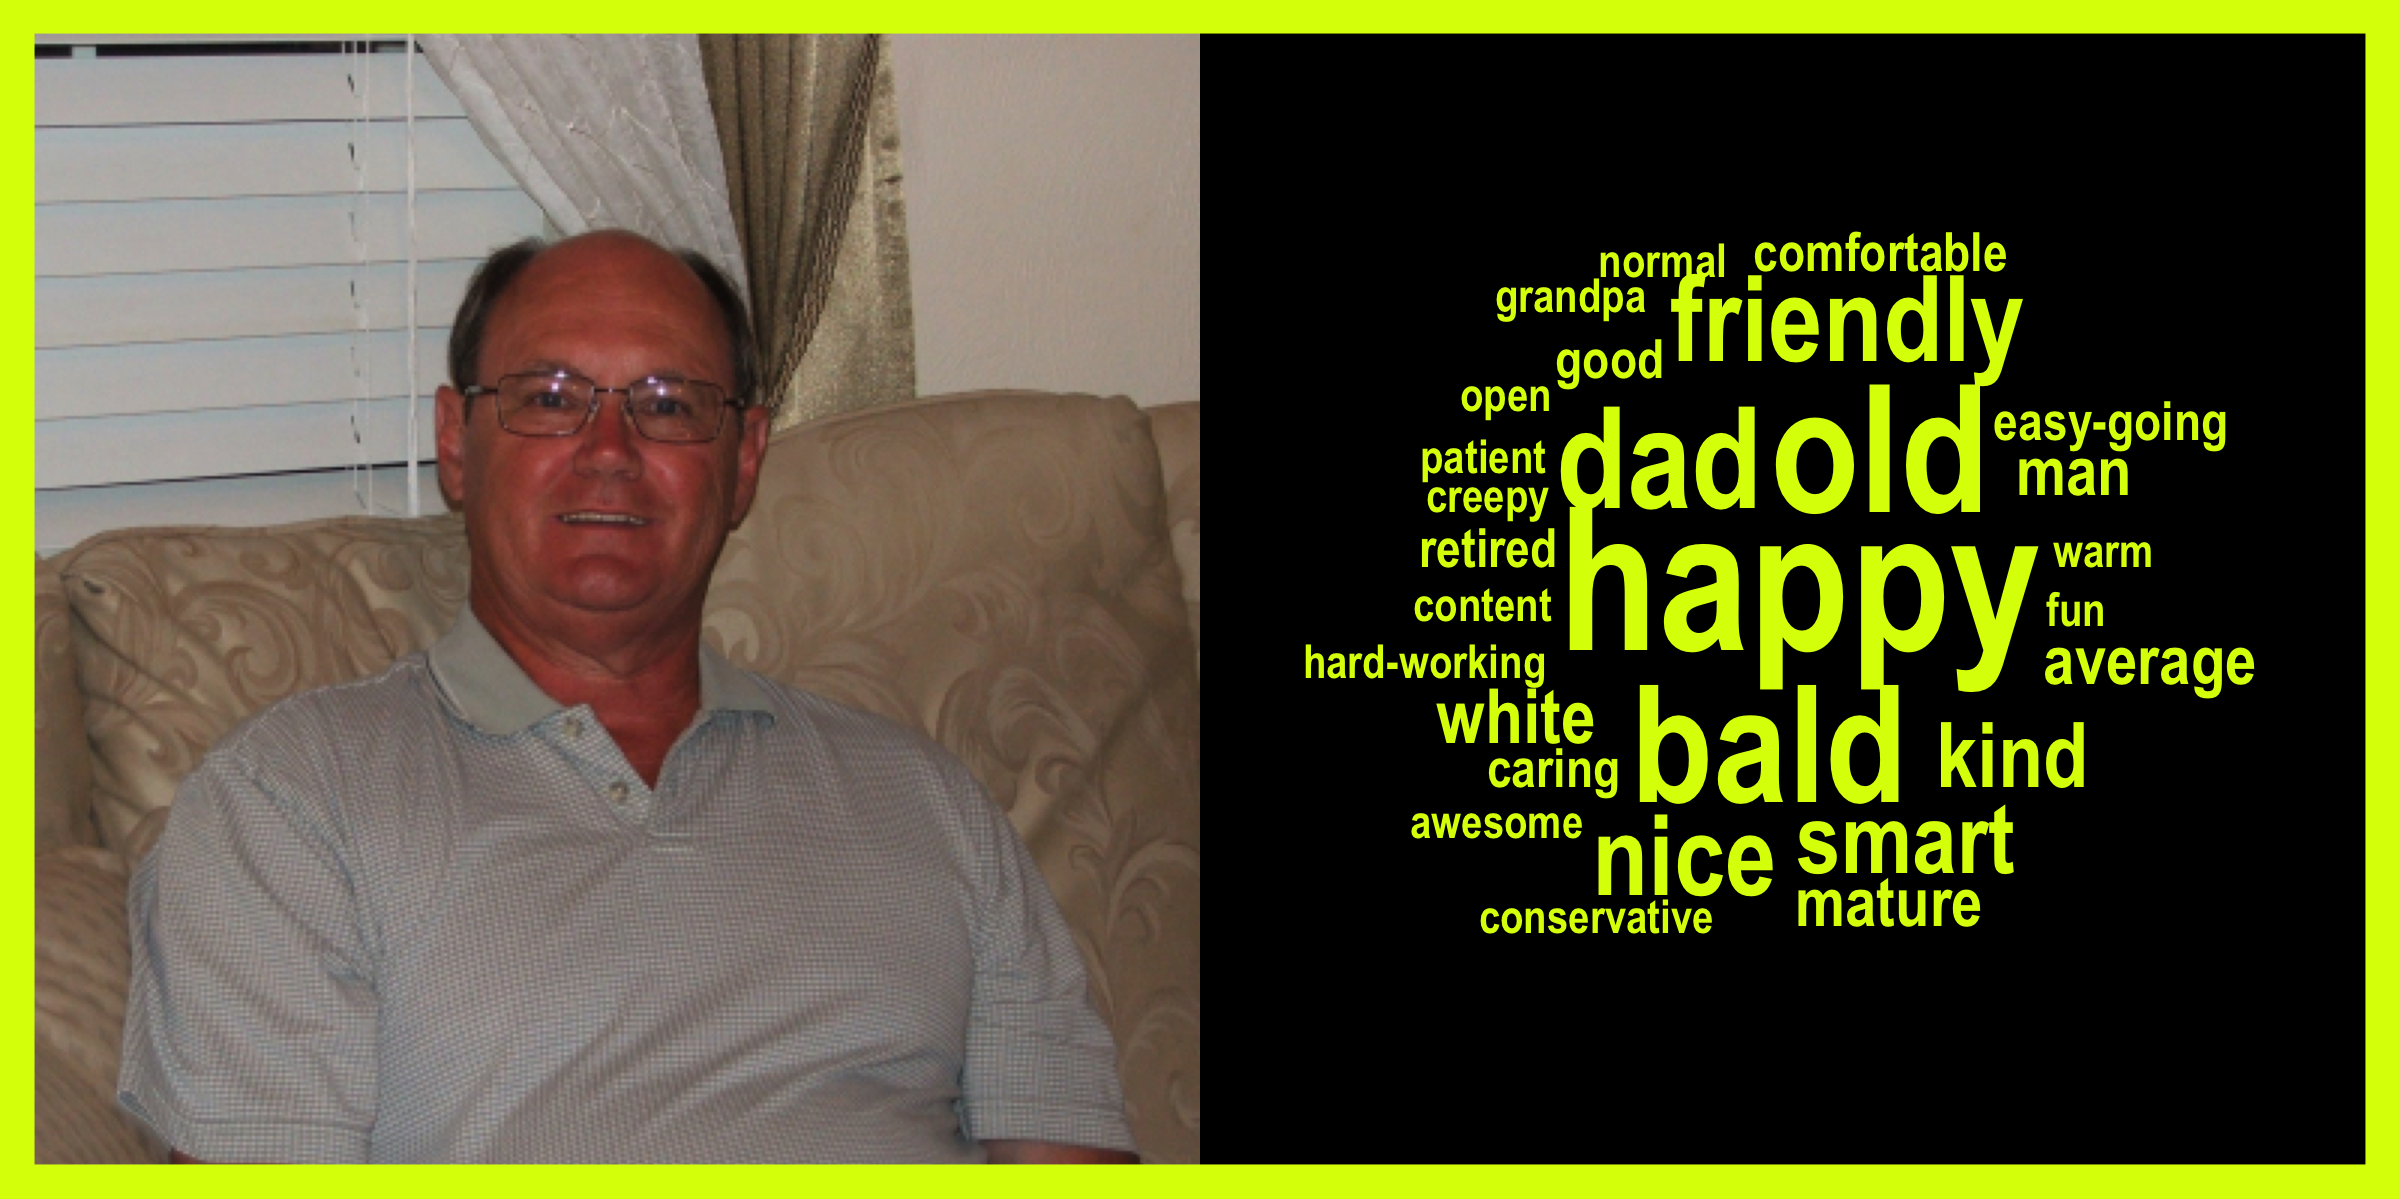 normal comfortable
grandpa friendly
good
open
dad old easy-going
patient man
creepy
retired happy warm
content fun
hard-working average
white bald kind
caring
awesome nice smart
conservative mature